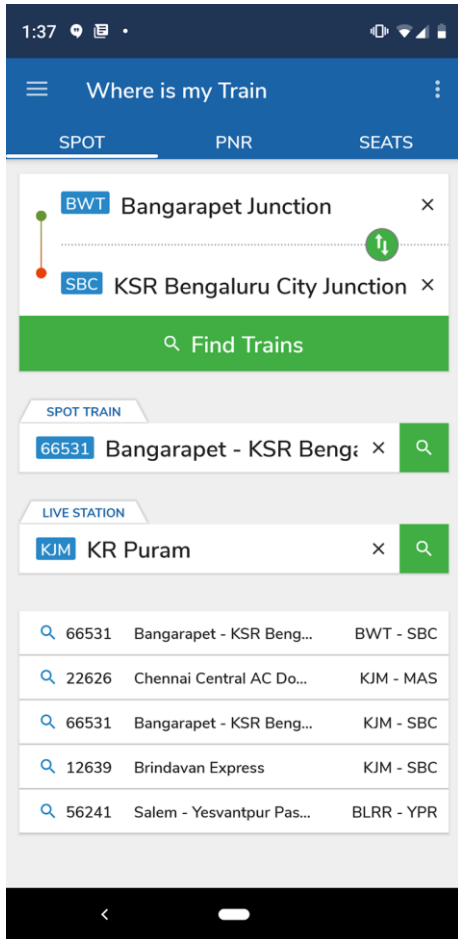 1:37
Where is my Train
SPOT PNR SEATS
BWT Bangarapet Junction
SBC KSR Bengaluru City Junction
Find Trains
SPOT TRAIN
66531 Bangarapet - KSR Benga
LIVE STATION
KJM KR Puram
66531 Bangarapet - KSR Beng... BWT - SBC
22626 Chennai Central AC Do... KJM - MAS
66531 Bangarapet - KSR Beng... KJM - SBC
12639 Brindavan Express KJM - SBC
56241 Salem - Yesvantpur Pas... BLRR - YPR